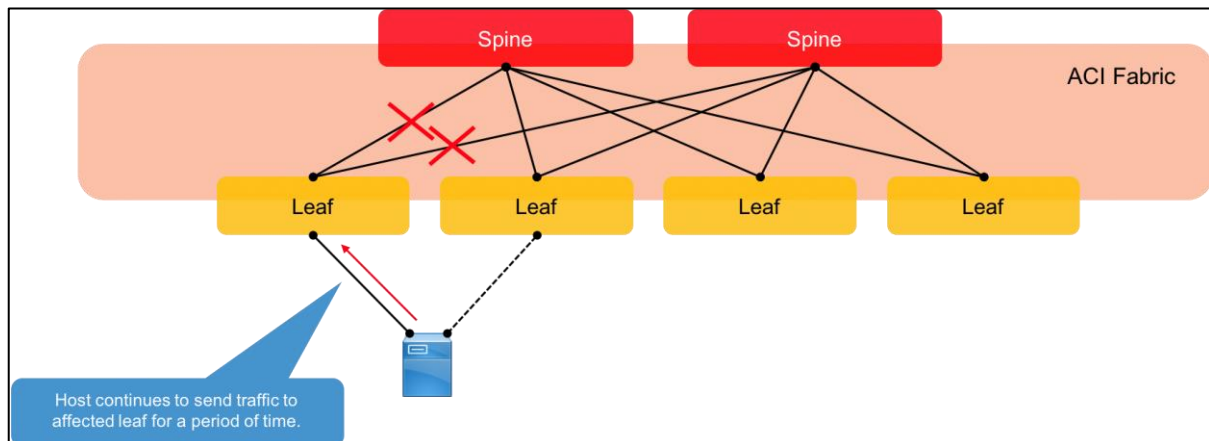 Spine
Spine
ACI Fabric
Leaf
Leaf
Leaf
Leaf
Host continues to send traffic to
affected leaf for a period of time.